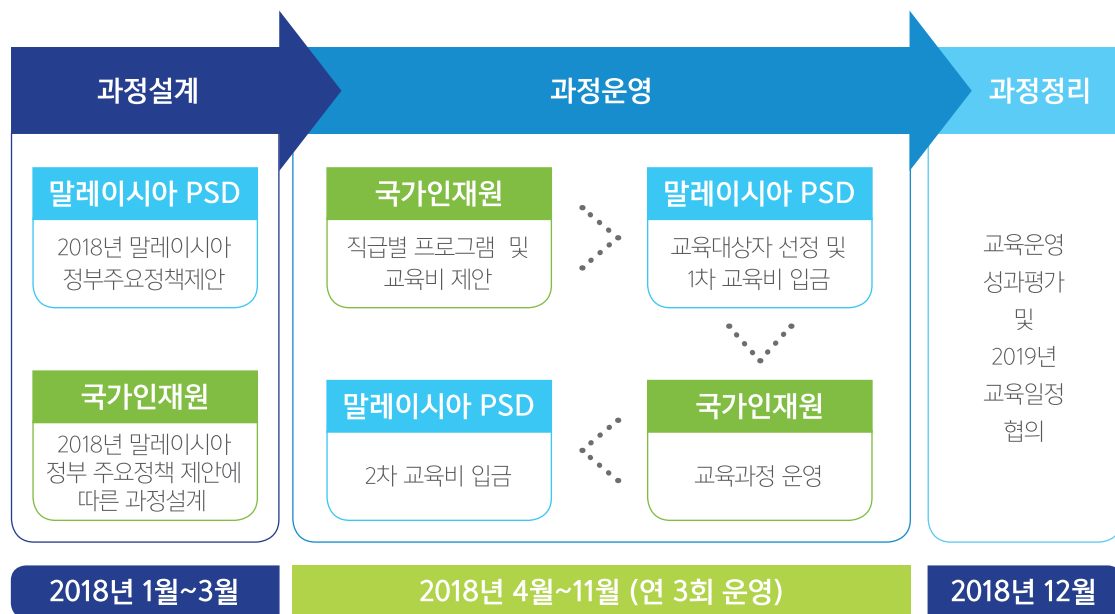 과정설계
과정운영
과정정리
말레이시아 PSD
2018년 말레이시아
정부주요정책제안
국가인재원
2018년 말레이시아
정부 주요정책 제안에
따른 과정설계
국가인재원
직급별 프로그램 및
교육비 제안
말레이시아 PSD
교육대상자 선정 및
1차 교육비 입금
국가인재원
교육과정 운영
말레이시아 PSD
2차 교육비 입금
교육운영
성과평가
및
2019년
교육일정
협의
2018년 1월~3월
2018년 4월~11월 (연 3회 운영)
2018년 12월